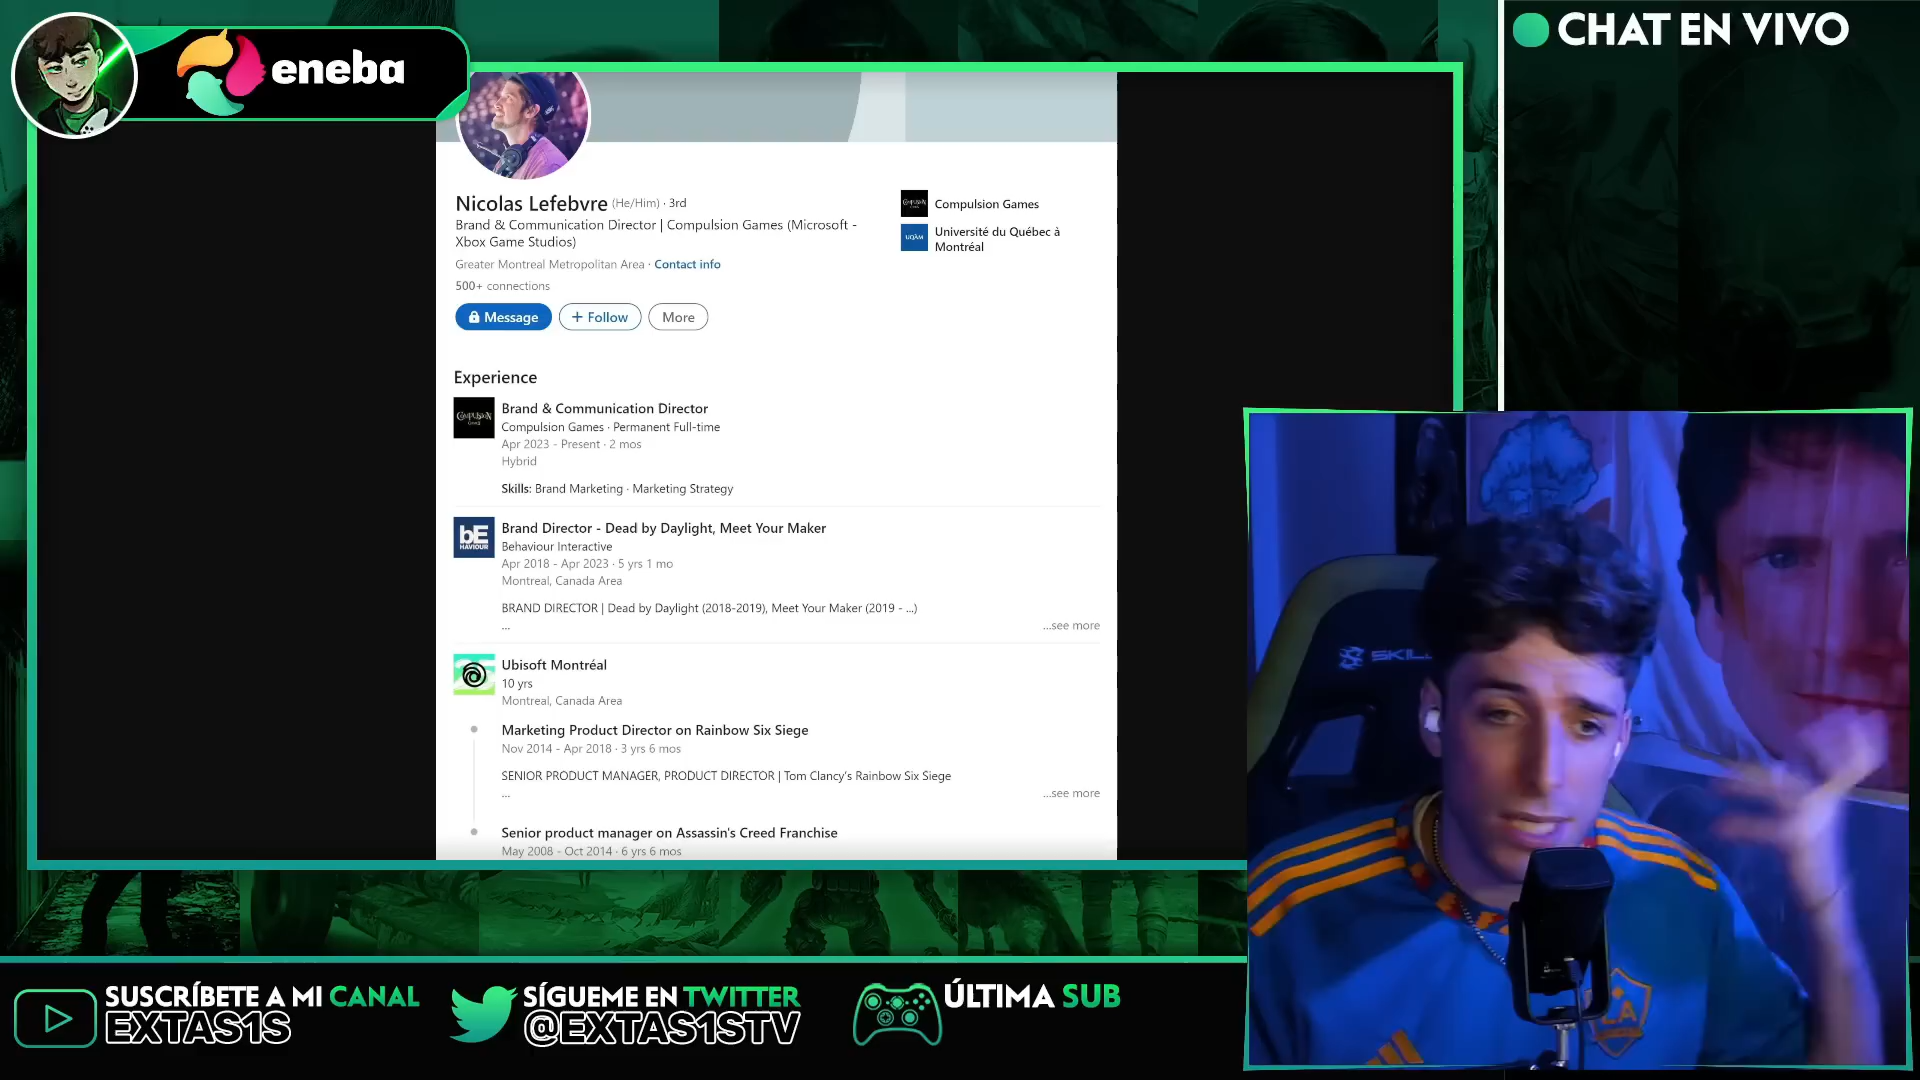 eneba
CHAT EN VIVO
Nicolas Lefebvre (He/Him) · 3rd
Brand & Communication Director | Compulsion Games (Microsoft -
Xbox Game Studios)
Greater Montreal Metropolitan Area · Contact info
500+ connections
Message
+ Follow
More
Compulsion Games
UQÀM
Université du Québec à
Montréal
Experience
COMPULSION
GAMES
Brand & Communication Director
Compulsion Games · Permanent Full-time
Apr 2023 - Present · 2 mos
Hybrid
Skills: Brand Marketing · Marketing Strategy
bE
HAVIOUR
Brand Director - Dead by Daylight, Meet Your Maker
Behaviour Interactive
Apr 2018 - Apr 2023 · 5 yrs 1 mo
Montreal, Canada Area
BRAND DIRECTOR | Dead by Daylight (2018-2019), Meet Your Maker (2019 - ...)
...
...see more
Ubisoft Montréal
10 yrs
Montreal, Canada Area
Marketing Product Director on Rainbow Six Siege
Nov 2014 - Apr 2018 · 3 yrs 6 mos
SENIOR PRODUCT MANAGER, PRODUCT DIRECTOR | Tom Clancy's Rainbow Six Siege
...
...see more
Senior product manager on Assassin's Creed Franchise
May 2008 - Oct 2014 · 6 yrs 6 mos
LA
SUSCRÍBETE A MI CANAL
EXTAS1S
SÍGUEME EN TWITTER
@EXTAS1STV
ÚLTIMA SUB